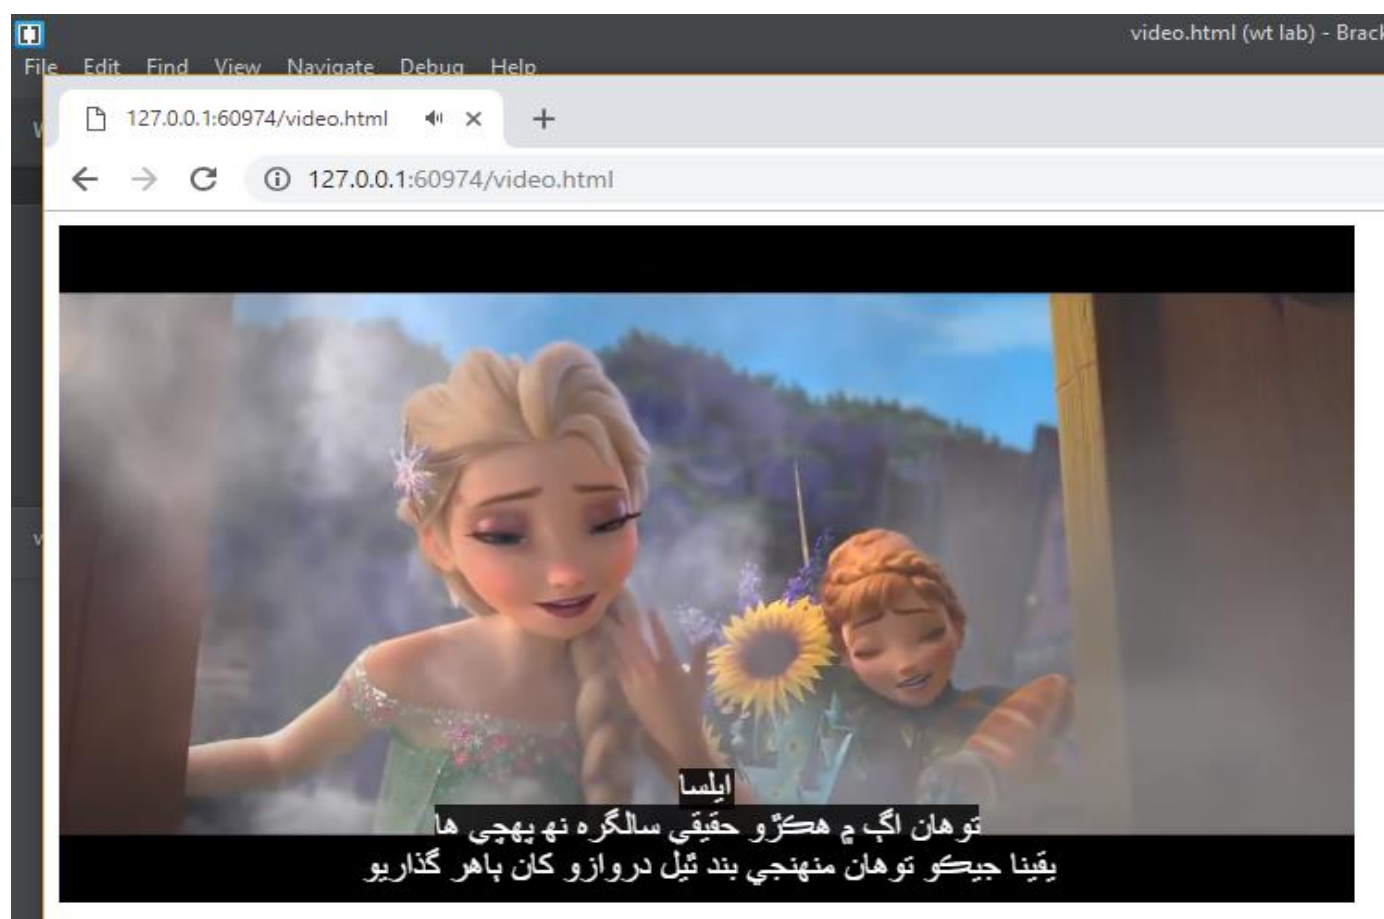 video.html (wt lab) - Brack
File Edit Find View Navigate Debug Help
127.0.0.1:60974/video.html
127.0.0.1:60974/video.html
ايلسا
توهان اڳ ۾ هڪڙو حقيقي سالگره نه پهچي ها
يقينا جيڪو توهان منهنجي بند ٿيل دروازو کان ٻاهر گذاريو